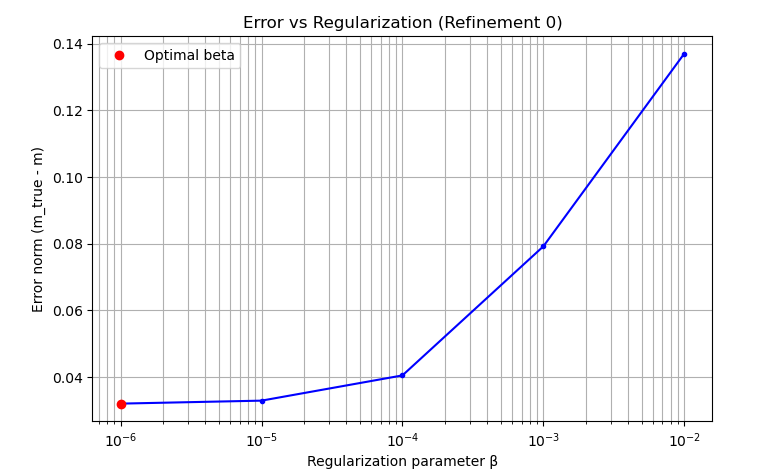 Error vs Regularization (Refinement 0)
Optimal beta
Error norm (m_true - m)
0.14
0.12
0.10
0.08
0.06
0.04
10⁻⁶
10⁻⁵
10⁻⁴
10⁻³
10⁻²
Regularization parameter β